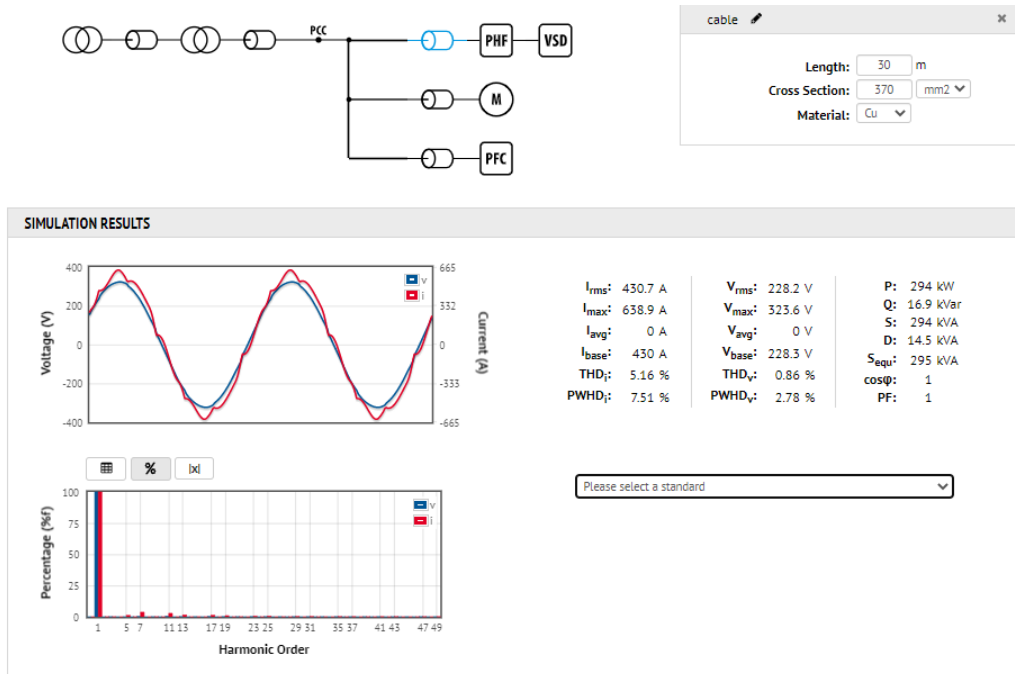 cable
PCC
PHF
VSD
M
PFC
Length: 30 m
Cross Section: 370 mm2
Material: Cu
SIMULATION RESULTS
400 665
200 332
0 0
-200 -333
-400 -665
v
i
Voltage (V)
Current (A)
Irms: 430.7 A Vrms: 228.2 V P: 294 kW
Imax: 638.9 A Vmax: 323.6 V Q: 16.9 kVar
Iavg: 0 A Vavg: 0 V S: 294 kVA
Ibase: 430 A Vbase: 228.3 V D: 14.5 kVA
THDi: 5.16 % THDv: 0.86 % Sequ: 295 kVA
PWHDi: 7.51 % PWHDv: 2.78 % cosφ: 1
PF: 1
% |x|
Please select a standard
100
75
50
25
0
v
i
Percentage (%f)
1 5 7 11 13 17 19 23 25 29 31 35 37 41 43 47 49
Harmonic Order